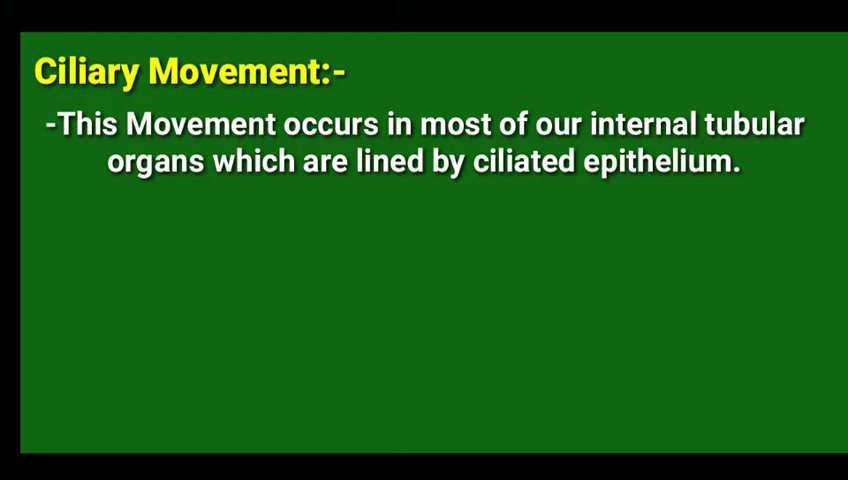 Ciliary Movement:-
-This Movement occurs in most of our internal tubular
organs which are lined by ciliated epithelium.